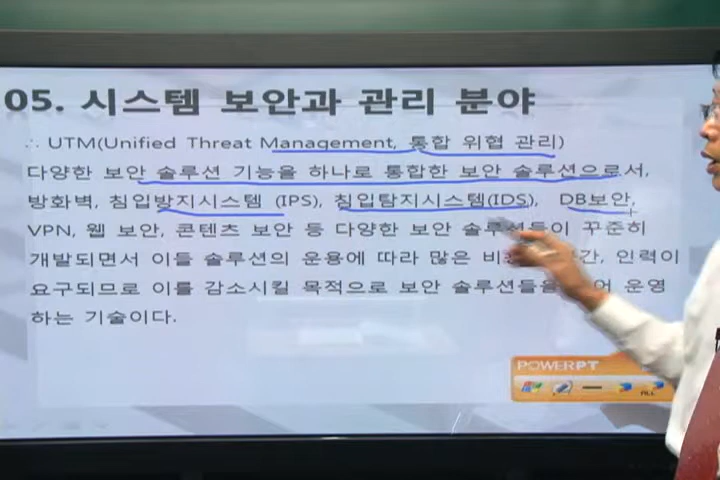 05. 시스템 보안과 관리 분야
∴ UTM(Unified Threat Management, 통합 위협 관리)
다양한 보안 솔루션 기능을 하나로 통합한 보안 솔루션으로서,
방화벽, 침입방지시스템 (IPS), 침입탐지시스템(IDS), DB보안,
VPN, 웹 보안, 콘텐츠 보안 등 다양한 보안 솔루션들이 꾸준히
개발되면서 이들 솔루션의 운용에 따라 많은 인력이
요구되므로 이를 감소시킬 목적으로 보안 솔루션들을 운영
하는 기술이다.
POWERPT
ALL